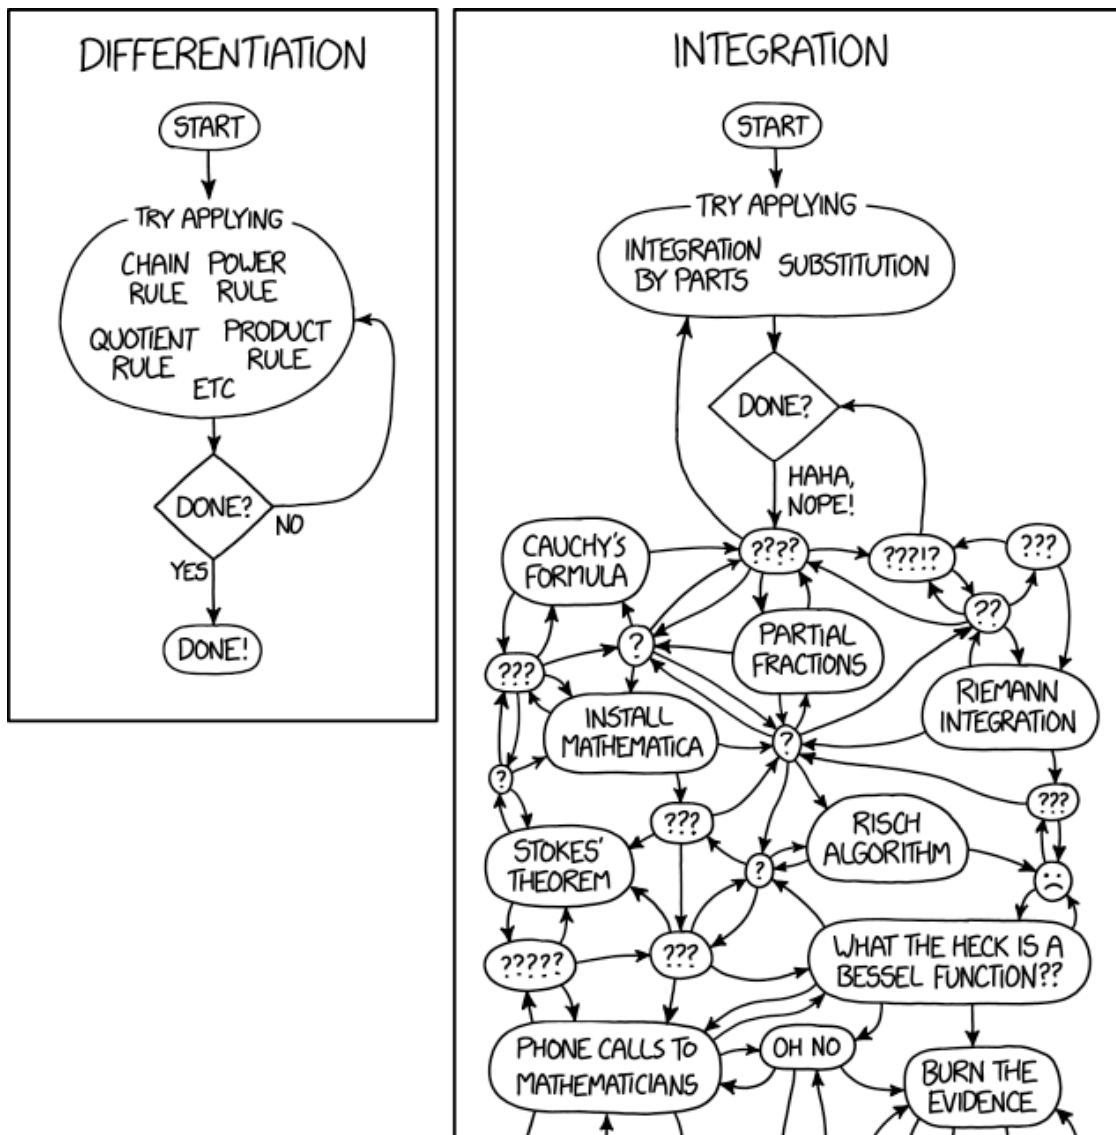 DIFFERENTIATION
START
TRY APPLYING
CHAIN
RULE
POWER
RULE
QUOTIENT
RULE
PRODUCT
RULE
ETC
DONE?
NO
YES
DONE!
INTEGRATION
START
TRY APPLYING
INTEGRATION
BY PARTS
SUBSTITUTION
DONE?
HAHA,
NOPE!
CAUCHY'S
FORMULA
????
???!?
???
??
?
PARTIAL
FRACTIONS
???
RIEMANN
INTEGRATION
INSTALL
MATHEMATICA
?
?
???
???
RISCH
ALGORITHM
STOKES'
THEOREM
?
?????
???
WHAT THE HECK IS A
BESSEL FUNCTION??
PHONE CALLS TO
MATHEMATICIANS
OH NO
BURN THE
EVIDENCE